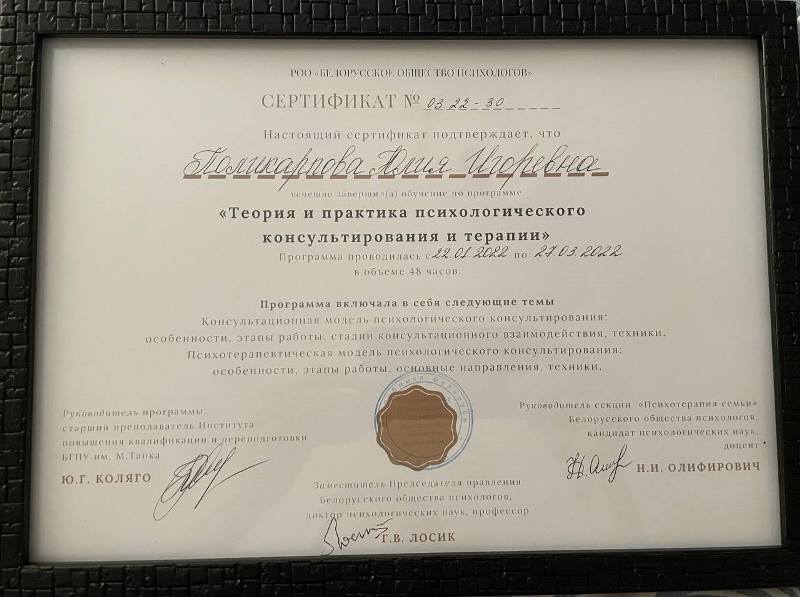 РОО «БЕЛОРУССКОЕ ОБЩЕСТВО ПСИХОЛОГОВ»
СЕРТИФИКАТ № 03 22-30
Настоящий сертификат подтверждает, что
Поликарпова Юлия Игоревна
успешно завершил(а) обучение по программе
«Теория и практика психологического
консультирования и терапии»
Программа проводилась с 22.01 2022 по 27.03.2022
в объеме 48 часов.
Программа включала в себя следующие темы
Консультационная модель психологического консультирования:
особенности, этапы работы, стадии консультационного взаимодействия, техники.
Психотерапевтическая модель психологического консультирования:
особенности, этапы работы, основные направления, техники.
Руководитель программы:
старший преподаватель Института
повышения квалификации и переподготовки
БГПУ им. М.Танка
Ю.Г. КОЛЯГО
Заместитель Председателя правления
Белорусского общества психологов,
доктор психологических наук, профессор
Г.В. ЛОСИК
Руководитель секции «Психотерапия семьи»
Белорусского общества психологов,
кандидат психологических наук,
доцент
Н.И. ОЛИФИРОВИЧ